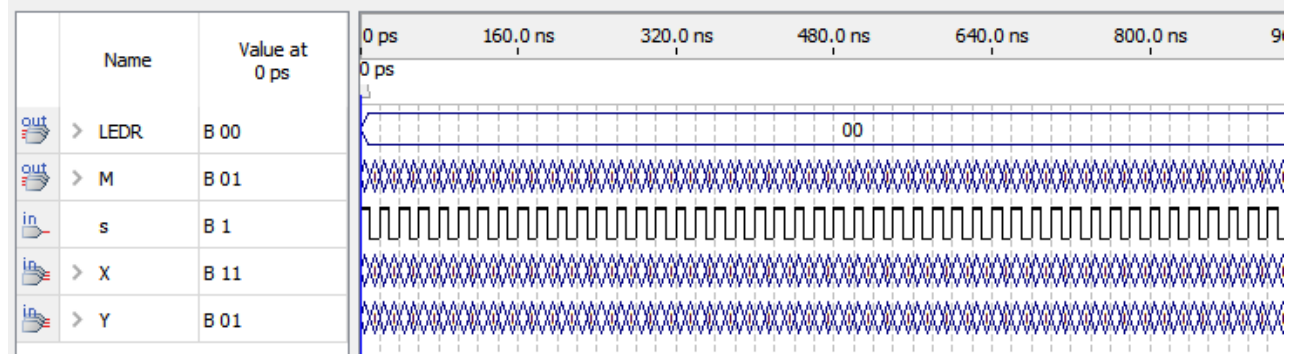 Name Value at 0 ps 0 ps 160.0 ns 320.0 ns 480.0 ns 640.0 ns 800.0 ns 9
0 ps
out > LEDR B 00 00
out > M B 01
in s B 1
in > X B 11
in > Y B 01